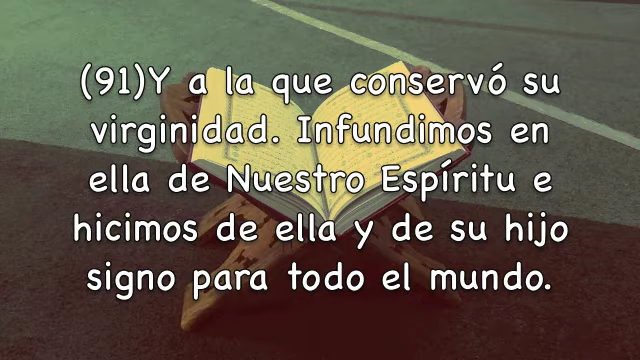 (91)Y a la que conservó su
virginidad. Infundimos en
ella de Nuestro Espíritu e
hicimos de ella y de su hijo
signo para todo el mundo.